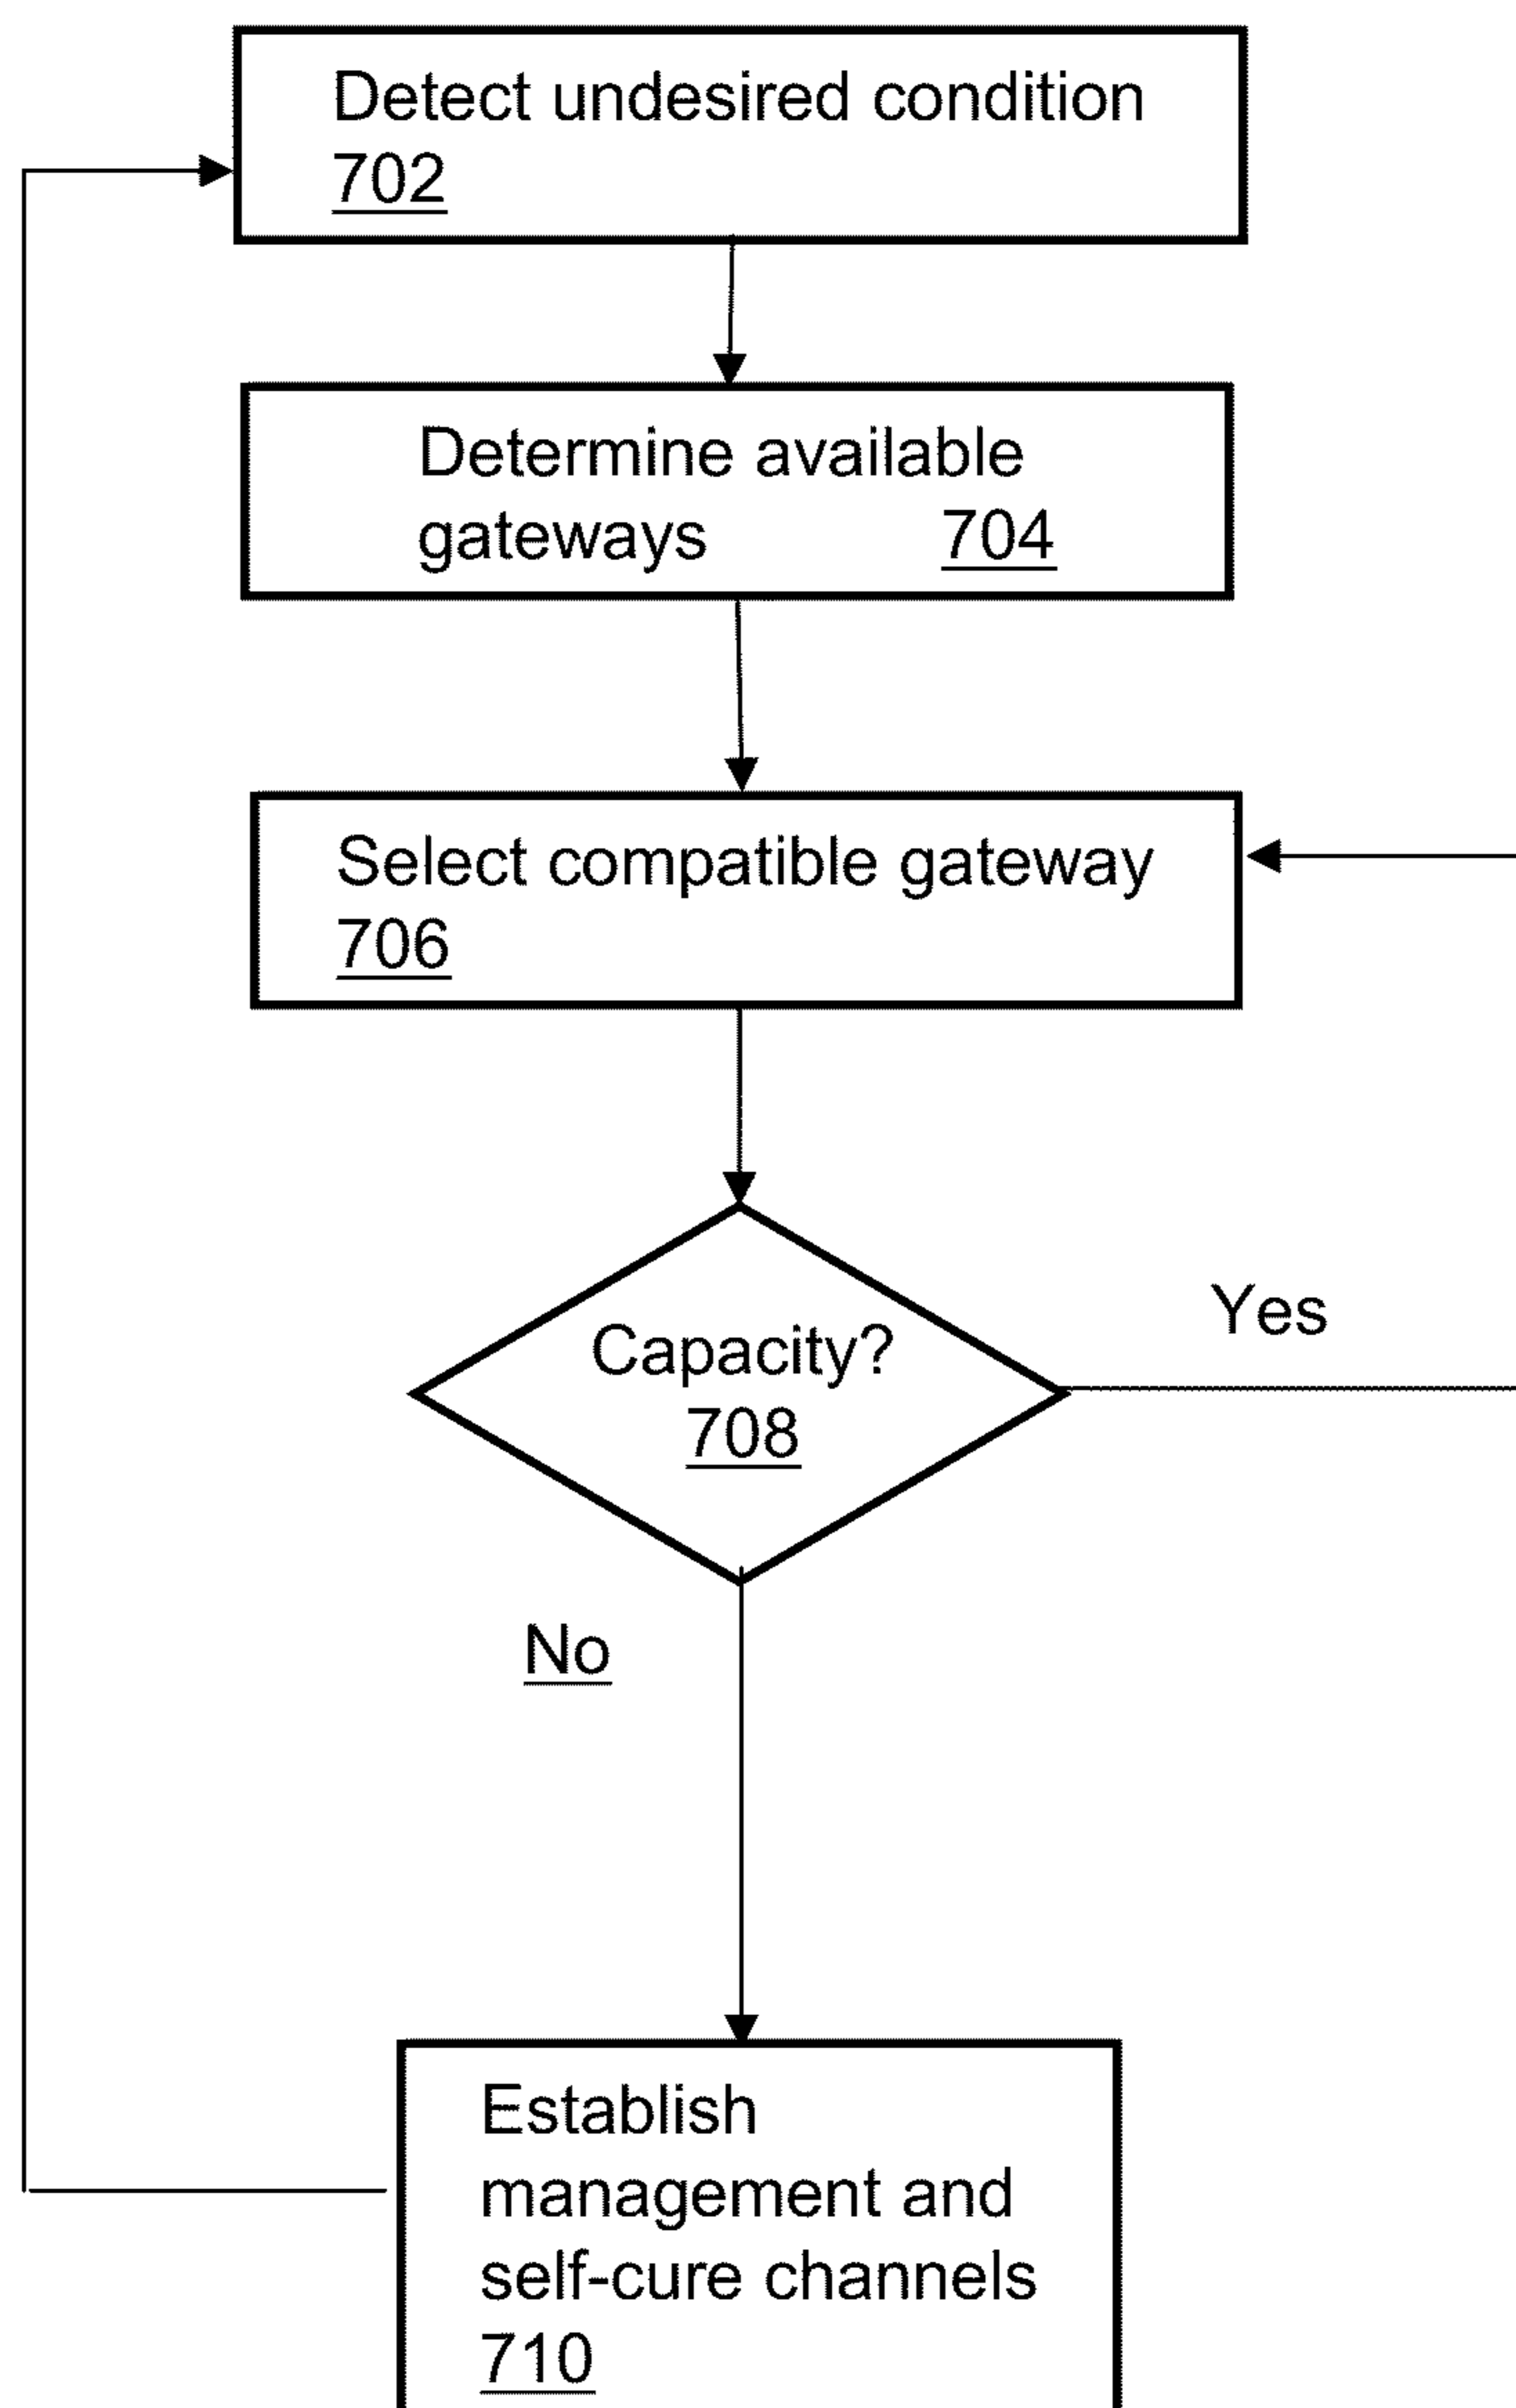 Detect undesired condition
702
Determine available
gateways 704
Select compatible gateway
706
Capacity?
708
Yes
No
Establish
management and
self-cure channels
710